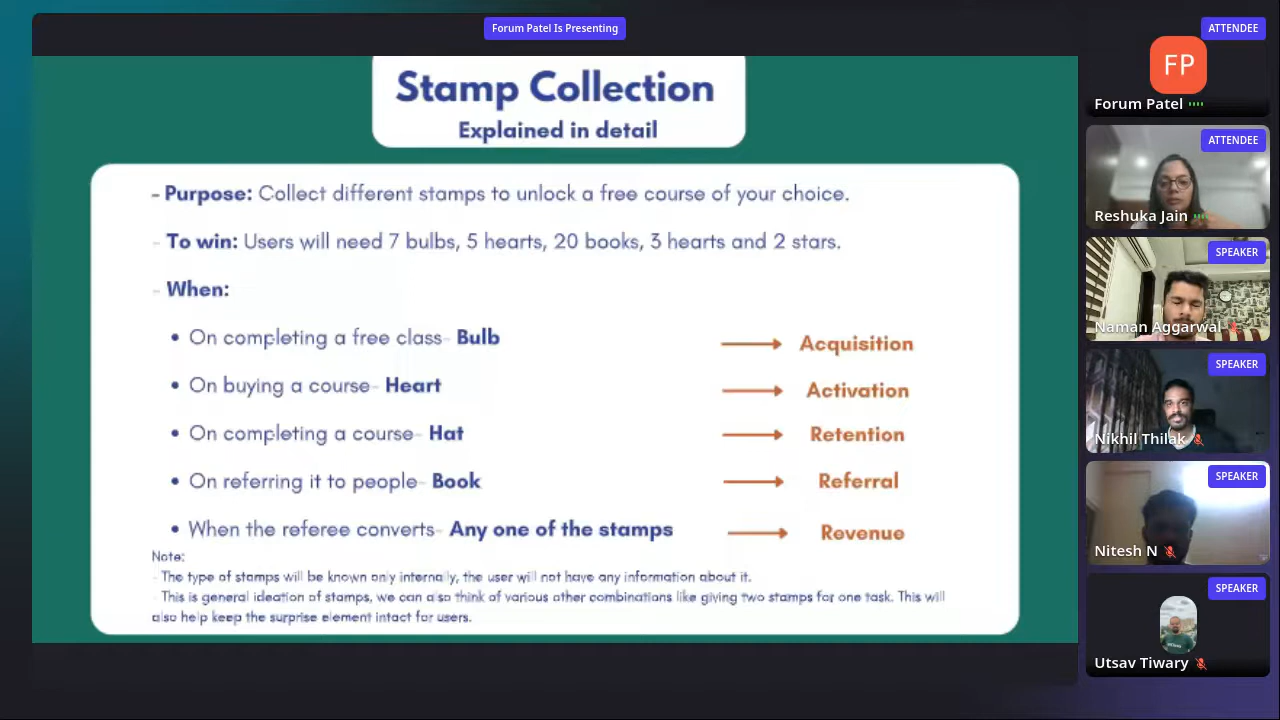 Forum Patel Is Presenting
Stamp Collection
Explained in detail
- Purpose: Collect different stamps to unlock a free course of your choice.
- To win: Users will need 7 bulbs, 5 hearts, 20 books, 3 hearts and 2 stars.
- When:
• On completing a free class- Bulb → Acquisition
• On buying a course- Heart → Activation
• On completing a course- Hat → Retention
• On referring it to people- Book → Referral
• When the referee converts- Any one of the stamps → Revenue
Note:
- The type of stamps will be known only internally, the user will not have any information about it.
- This is general ideation of stamps, we can also think of various other combinations like giving two stamps for one task. This will
also help keep the surprise element intact for users.
ATTENDEE
FP
Forum Patel
ATTENDEE
Reshuka Jain
SPEAKER
Naman Aggarwal
SPEAKER
Nikhil Thilak
SPEAKER
Nitesh N
SPEAKER
Utsav Tiwary